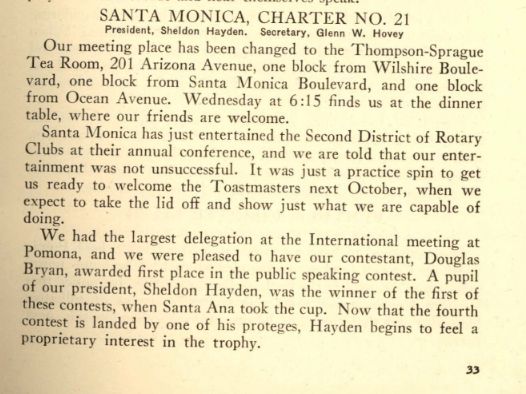 SANTA MONICA, CHARTER NO. 21
President, Sheldon Hayden. Secretary, Glenn W. Hovey
Our meeting place has been changed to the Thompson-Sprague
Tea Room, 201 Arizona Avenue, one block from Wilshire Boule-
vard, one block from Santa Monica Boulevard, and one block
from Ocean Avenue. Wednesday at 6:15 finds us at the dinner
table, where our friends are welcome.
Santa Monica has just entertained the Second District of Rotary
Clubs at their annual conference, and we are told that our enter-
tainment was not unsuccessful. It was just a practice spin to get
us ready to welcome the Toastmasters next October, when we
expect to take the lid off and show just what we are capable of
doing.
We had the largest delegation at the International meeting at
Pomona, and we were pleased to have our contestant, Douglas
Bryan, awarded first place in the public speaking contest. A pupil
of our president, Sheldon Hayden, was the winner of the first of
these contests, when Santa Ana took the cup. Now that the fourth
contest is landed by one of his proteges, Hayden begins to feel a
proprietary interest in the trophy.
33